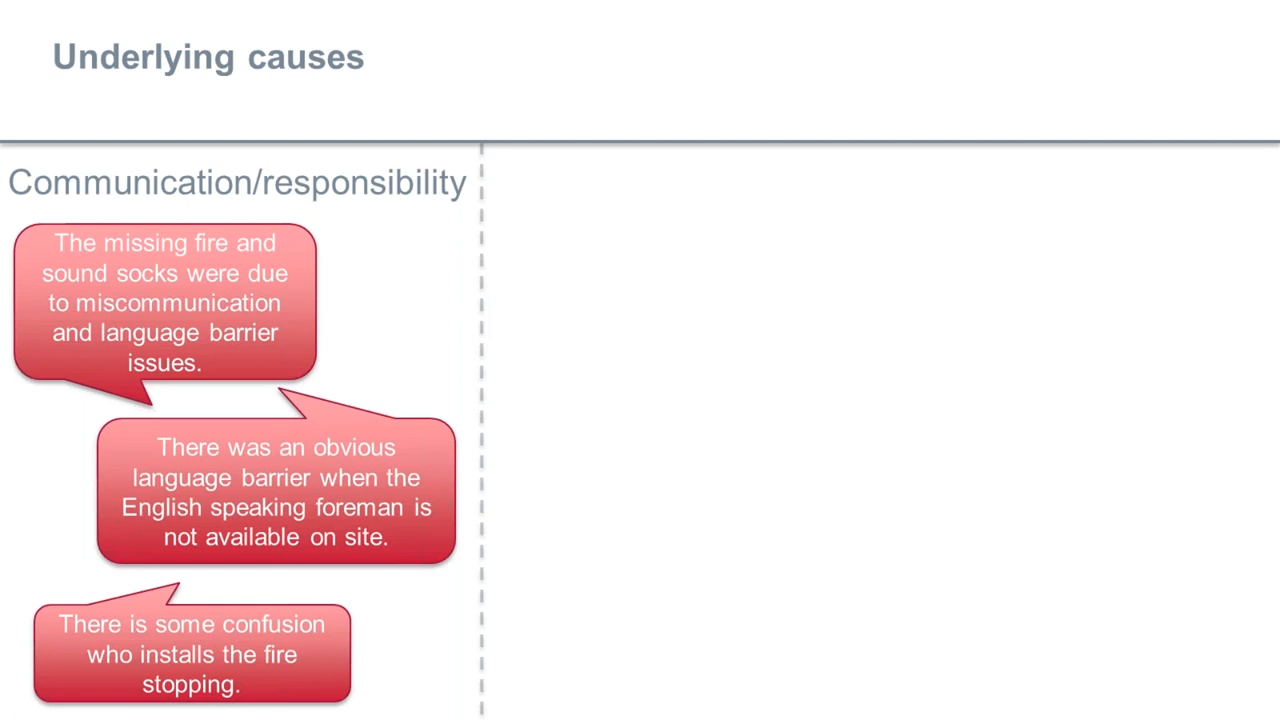 Underlying causes
Communication/responsibility
The missing fire and
sound socks were due
to miscommunication
and language barrier
issues.
There was an obvious
language barrier when the
English speaking foreman is
not available on site.
There is some confusion
who installs the fire
stopping.